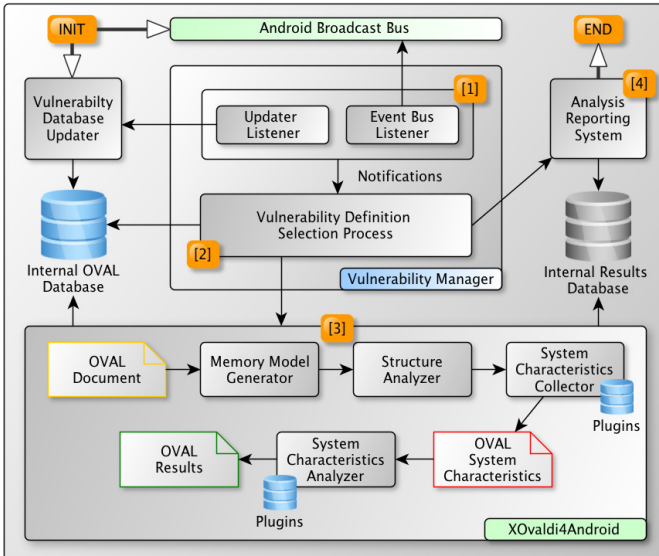 INIT
Android Broadcast Bus
END
Vulnerabilty
Database
Updater
[1]
Updater
Listener
Event Bus
Listener
[4]
Analysis
Reporting
System
Notifications
Vulnerability Definition
Selection Process
[2]
Internal OVAL
Database
Vulnerability Manager
Internal Results
Database
[3]
OVAL
Document
Memory Model
Generator
Structure
Analyzer
System
Characteristics
Collector
Plugins
OVAL
Results
System
Characteristics
Analyzer
Plugins
OVAL
System
Characteristics
XOvaldi4Android